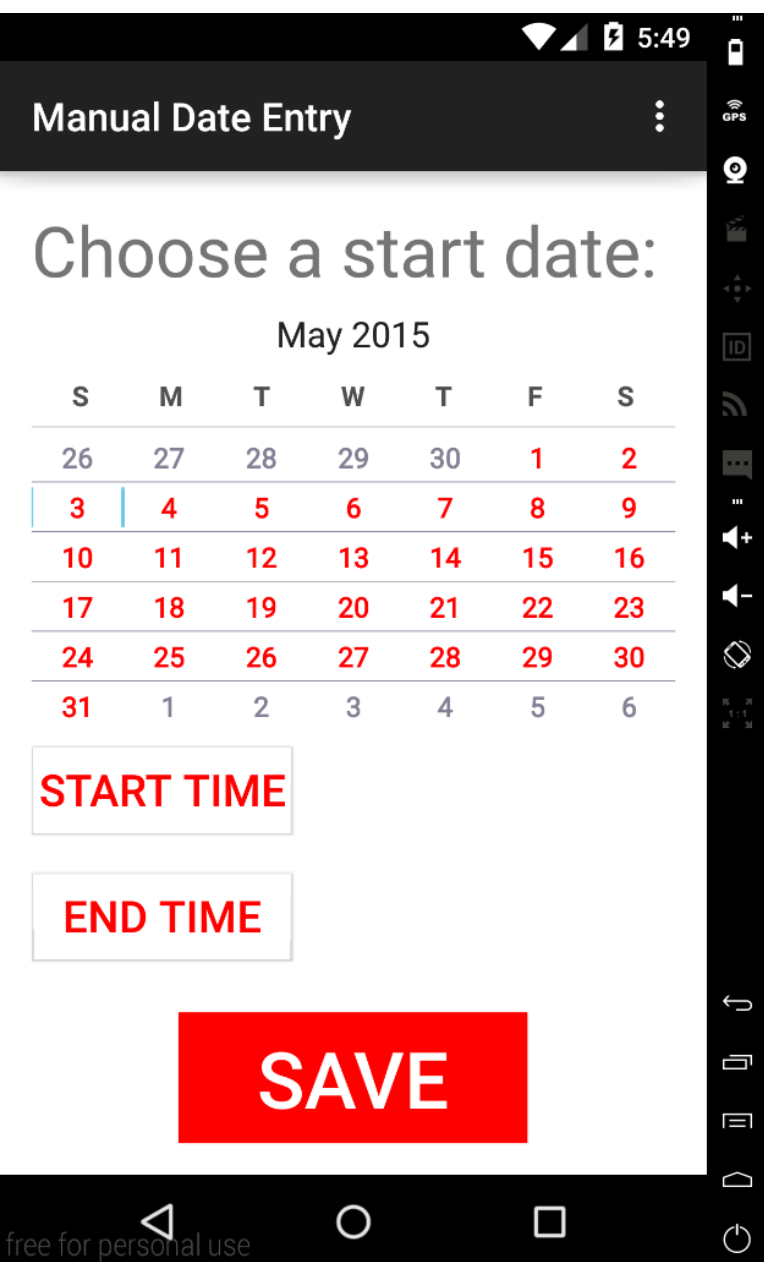 5:49
GPS
Manual Date Entry
Choose a start date:
May 2015
S M T W T F S
26 27 28 29 30 1 2
3 4 5 6 7 8 9
10 11 12 13 14 15 16
17 18 19 20 21 22 23
24 25 26 27 28 29 30
31 1 2 3 4 5 6
ID
1:1
START TIME
END TIME
SAVE
free for personal use